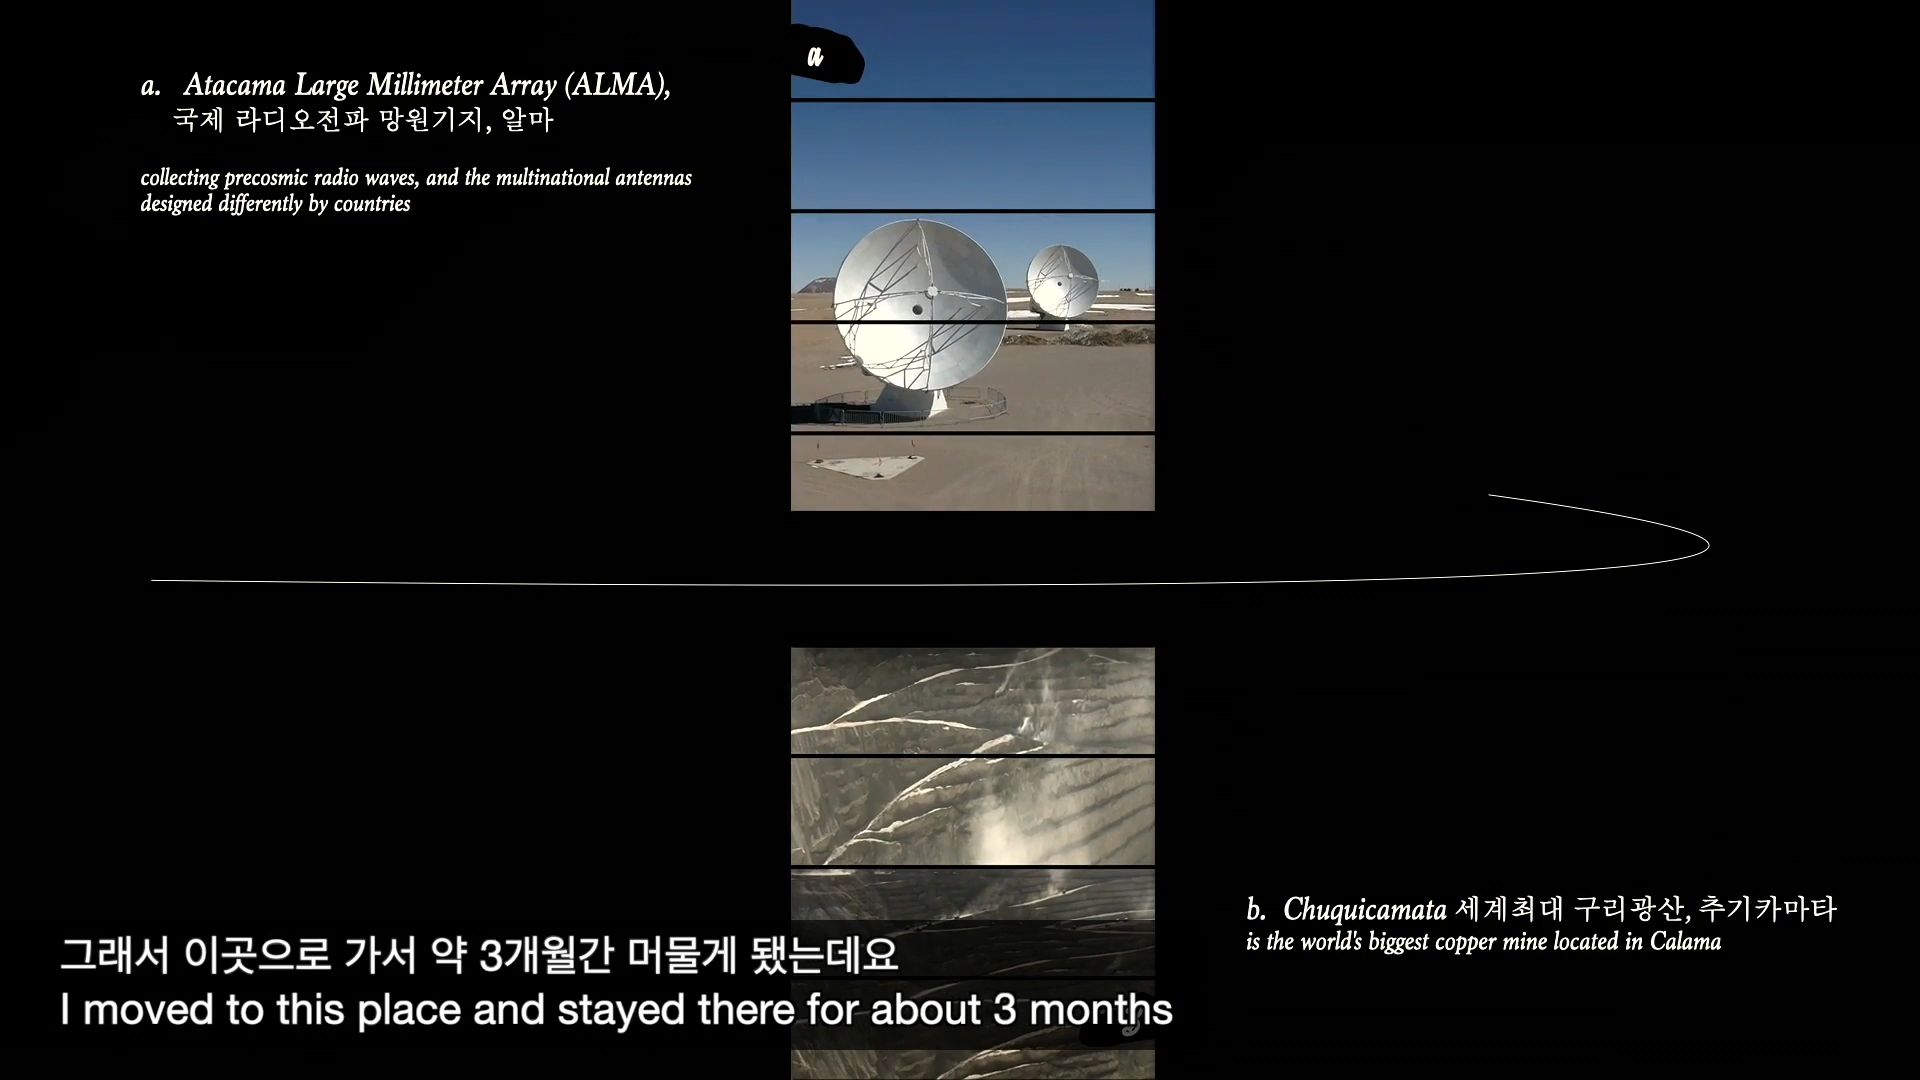 a
a. Atacama Large Millimeter Array (ALMA),
국제 라디오전파 망원기지, 알마
collecting precosmic radio waves, and the multinational antennas
designed differently by countries
b. Chuquicamata 세계최대 구리광산, 추기카마타
is the world's biggest copper mine located in Calama
그래서 이곳으로 가서 약 3개월간 머물게 됐는데요
I moved to this place and stayed there for about 3 months